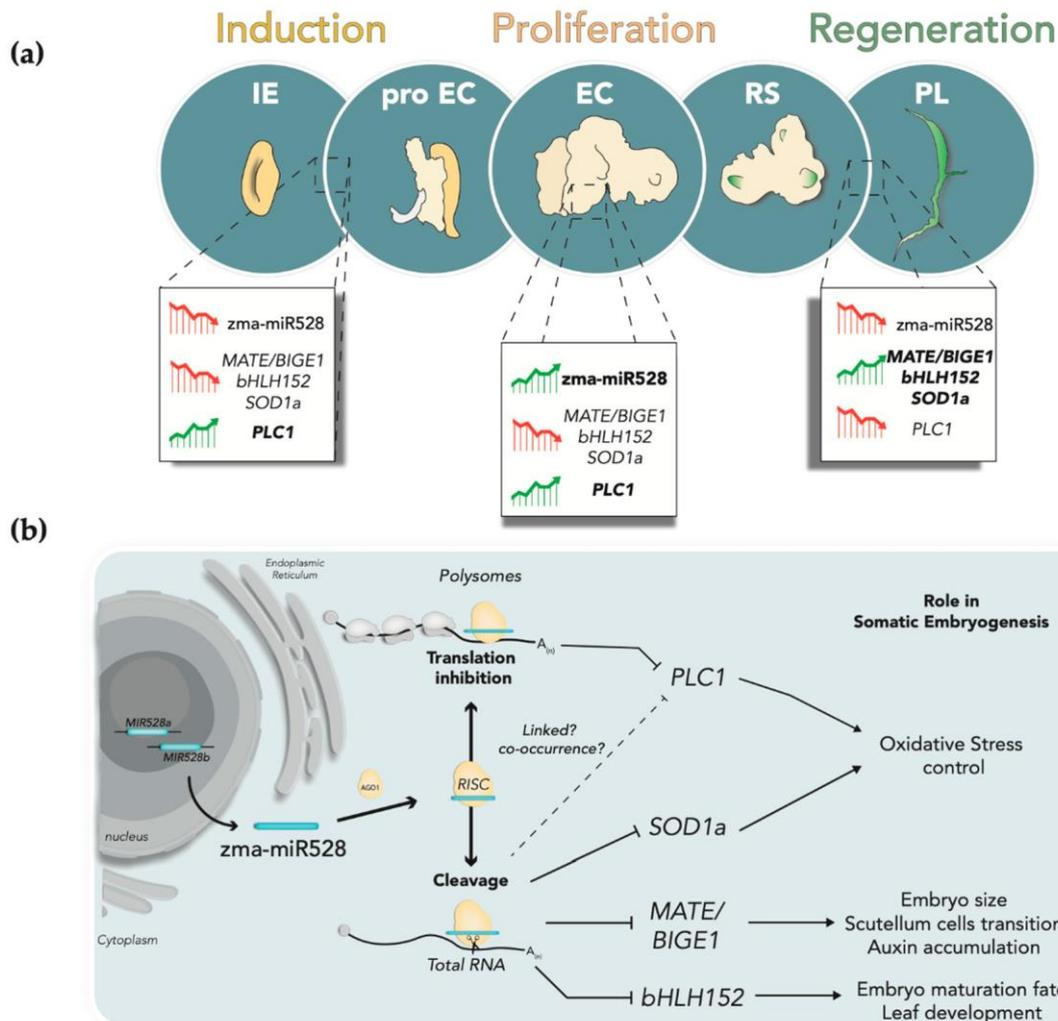 (a)
Induction
Proliferation
Regeneration
IE
pro EC
EC
RS
PL
zma-miR528
MATE/BIGE1
bHLH152
SOD1a
PLC1
zma-miR528
MATE/BIGE1
bHLH152
SOD1a
PLC1
zma-miR528
MATE/BIGE1
bHLH152
SOD1a
PLC1
(b)
Endoplasmic
Reticulum
Polysomes
Role in
Somatic Embryogenesis
A(n)
Translation
inhibition
PLC1
MIR528a
MIR528b
Linked?
co-occurrence?
Oxidative Stress
control
AGO1
RISC
nucleus
zma-miR528
SOD1a
Cleavage
MATE/
BIGE1
Embryo size
Scutellum cells transition
Auxin accumulation
Cytoplasm
A(n)
Total RNA
bHLH152
Embryo maturation fate
Leaf development